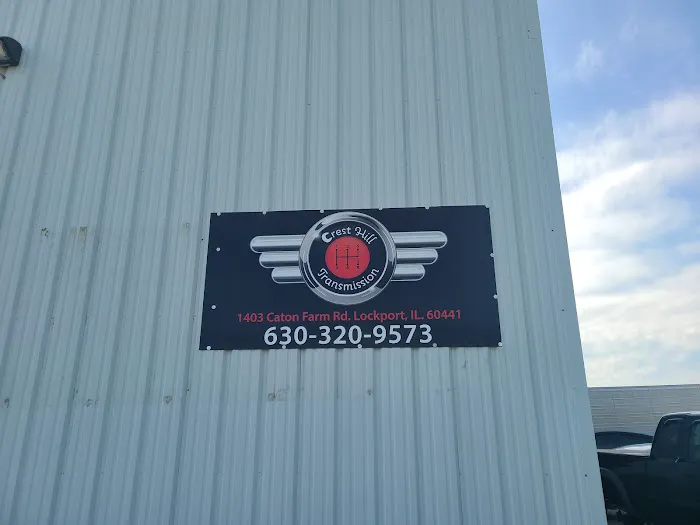 Crest Hill
Transmission
1403 Caton Farm Rd. Lockport, IL. 60441
630-320-9573